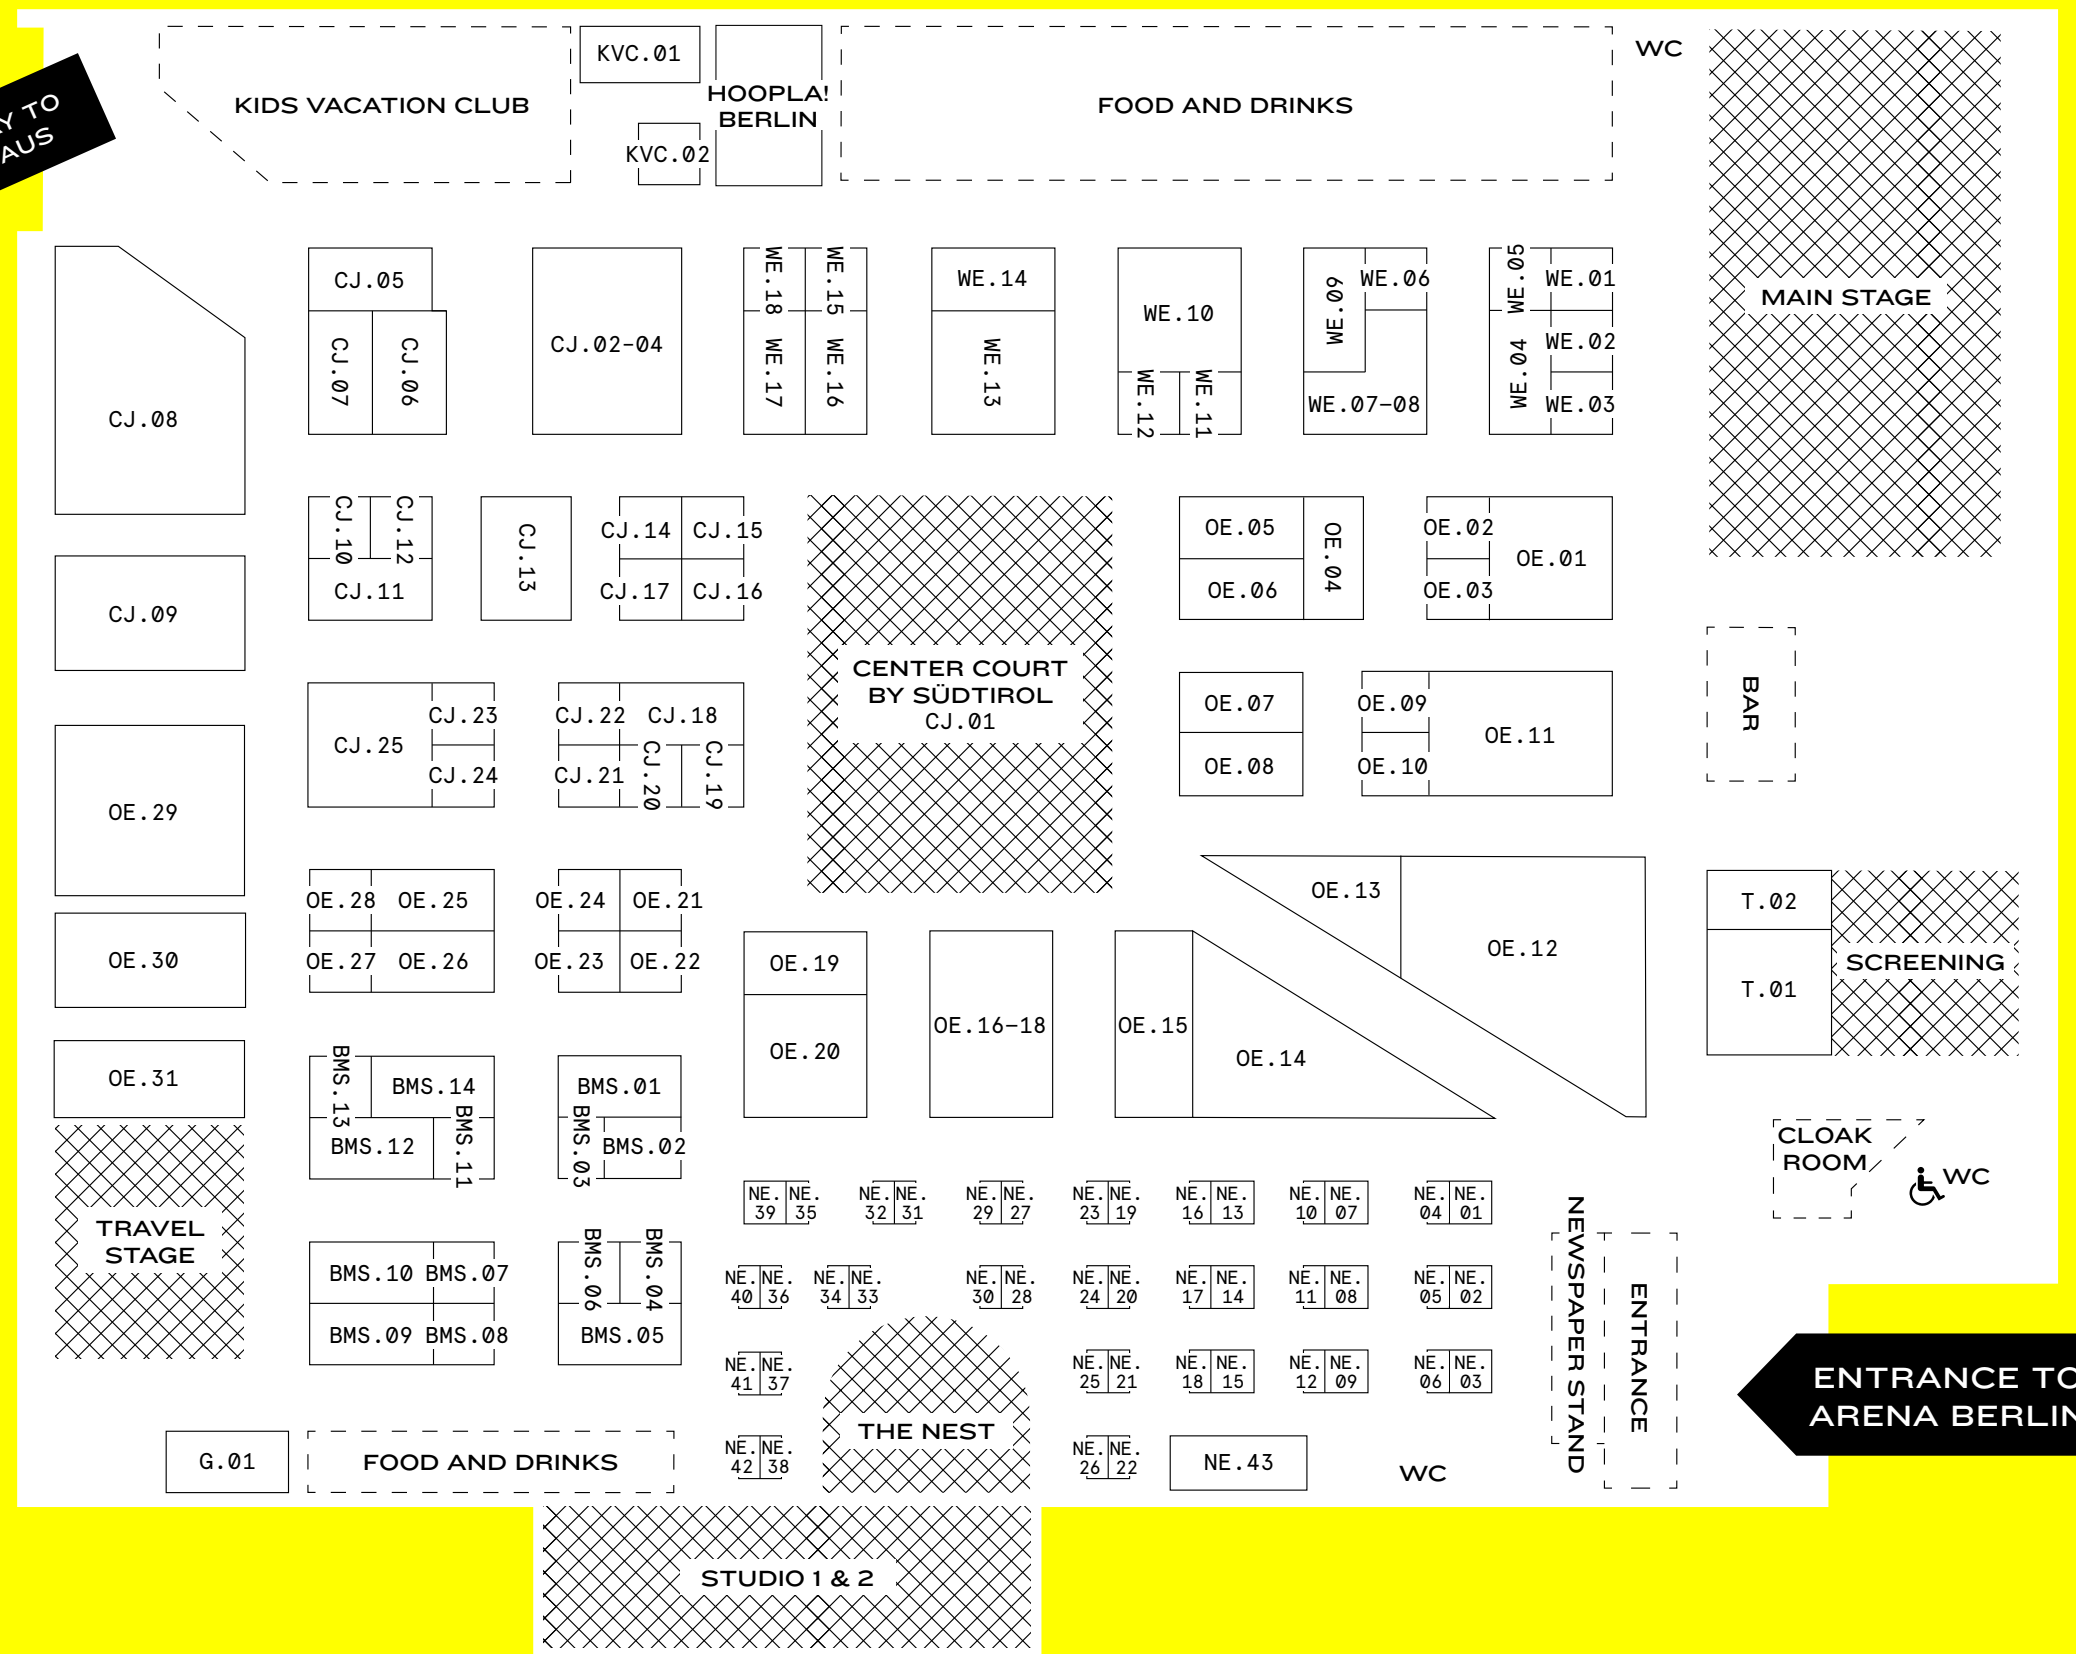 KVC.01
WC
Y TO
AUS
KIDS VACATION CLUB
HOOPLA!
BERLIN
FOOD AND DRINKS
KVC.02
CJ.05
CJ.07
CJ.06
CJ.02-04
WE.18
WE.15
WE.17
WE.16
WE.14
WE.13
WE.10
WE.12
WE.11
WE.09
WE.06
WE.07-08
WE.05
WE.01
WE.04
WE.02
WE.03
MAIN STAGE
CJ.08
CJ.10
CJ.12
CJ.11
CJ.13
CJ.14
CJ.15
CJ.17
CJ.16
OE.05
OE.06
OE.04
OE.02
OE.03
OE.01
CJ.09
CENTER COURT
BY SÜDTIROL
CJ.01
CJ.25
CJ.23
CJ.24
CJ.22
CJ.18
CJ.21
CJ.20
CJ.19
OE.07
OE.08
OE.09
OE.10
OE.11
BAR
OE.29
OE.28
OE.25
OE.27
OE.26
OE.24
OE.21
OE.23
OE.22
OE.13
OE.12
T.02
T.01
SCREENING
OE.30
OE.19
OE.20
OE.16-18
OE.15
OE.14
OE.31
BMS.13
BMS.14
BMS.12
BMS.11
BMS.01
BMS.03
BMS.02
CLOAK
ROOM
WC
TRAVEL
STAGE
NE. NE.
39 35
NE. NE.
32 31
NE. NE.
29 27
NE. NE.
23 19
NE. NE.
16 13
NE. NE.
10 07
NE. NE.
04 01
BMS.10
BMS.07
BMS.09
BMS.08
BMS.06
BMS.04
BMS.05
NE. NE.
40 36
NE. NE.
34 33
NE. NE.
30 28
NE. NE.
24 20
NE. NE.
17 14
NE. NE.
11 08
NE. NE.
05 02
NEWSPAPER STAND
ENTRANCE
NE. NE.
41 37
NE. NE.
25 21
NE. NE.
18 15
NE. NE.
12 09
NE. NE.
06 03
ENTRANCE TO
ARENA BERLIN
THE NEST
G.01
FOOD AND DRINKS
NE. NE.
42 38
NE. NE.
26 22
NE.43
WC
STUDIO 1 & 2